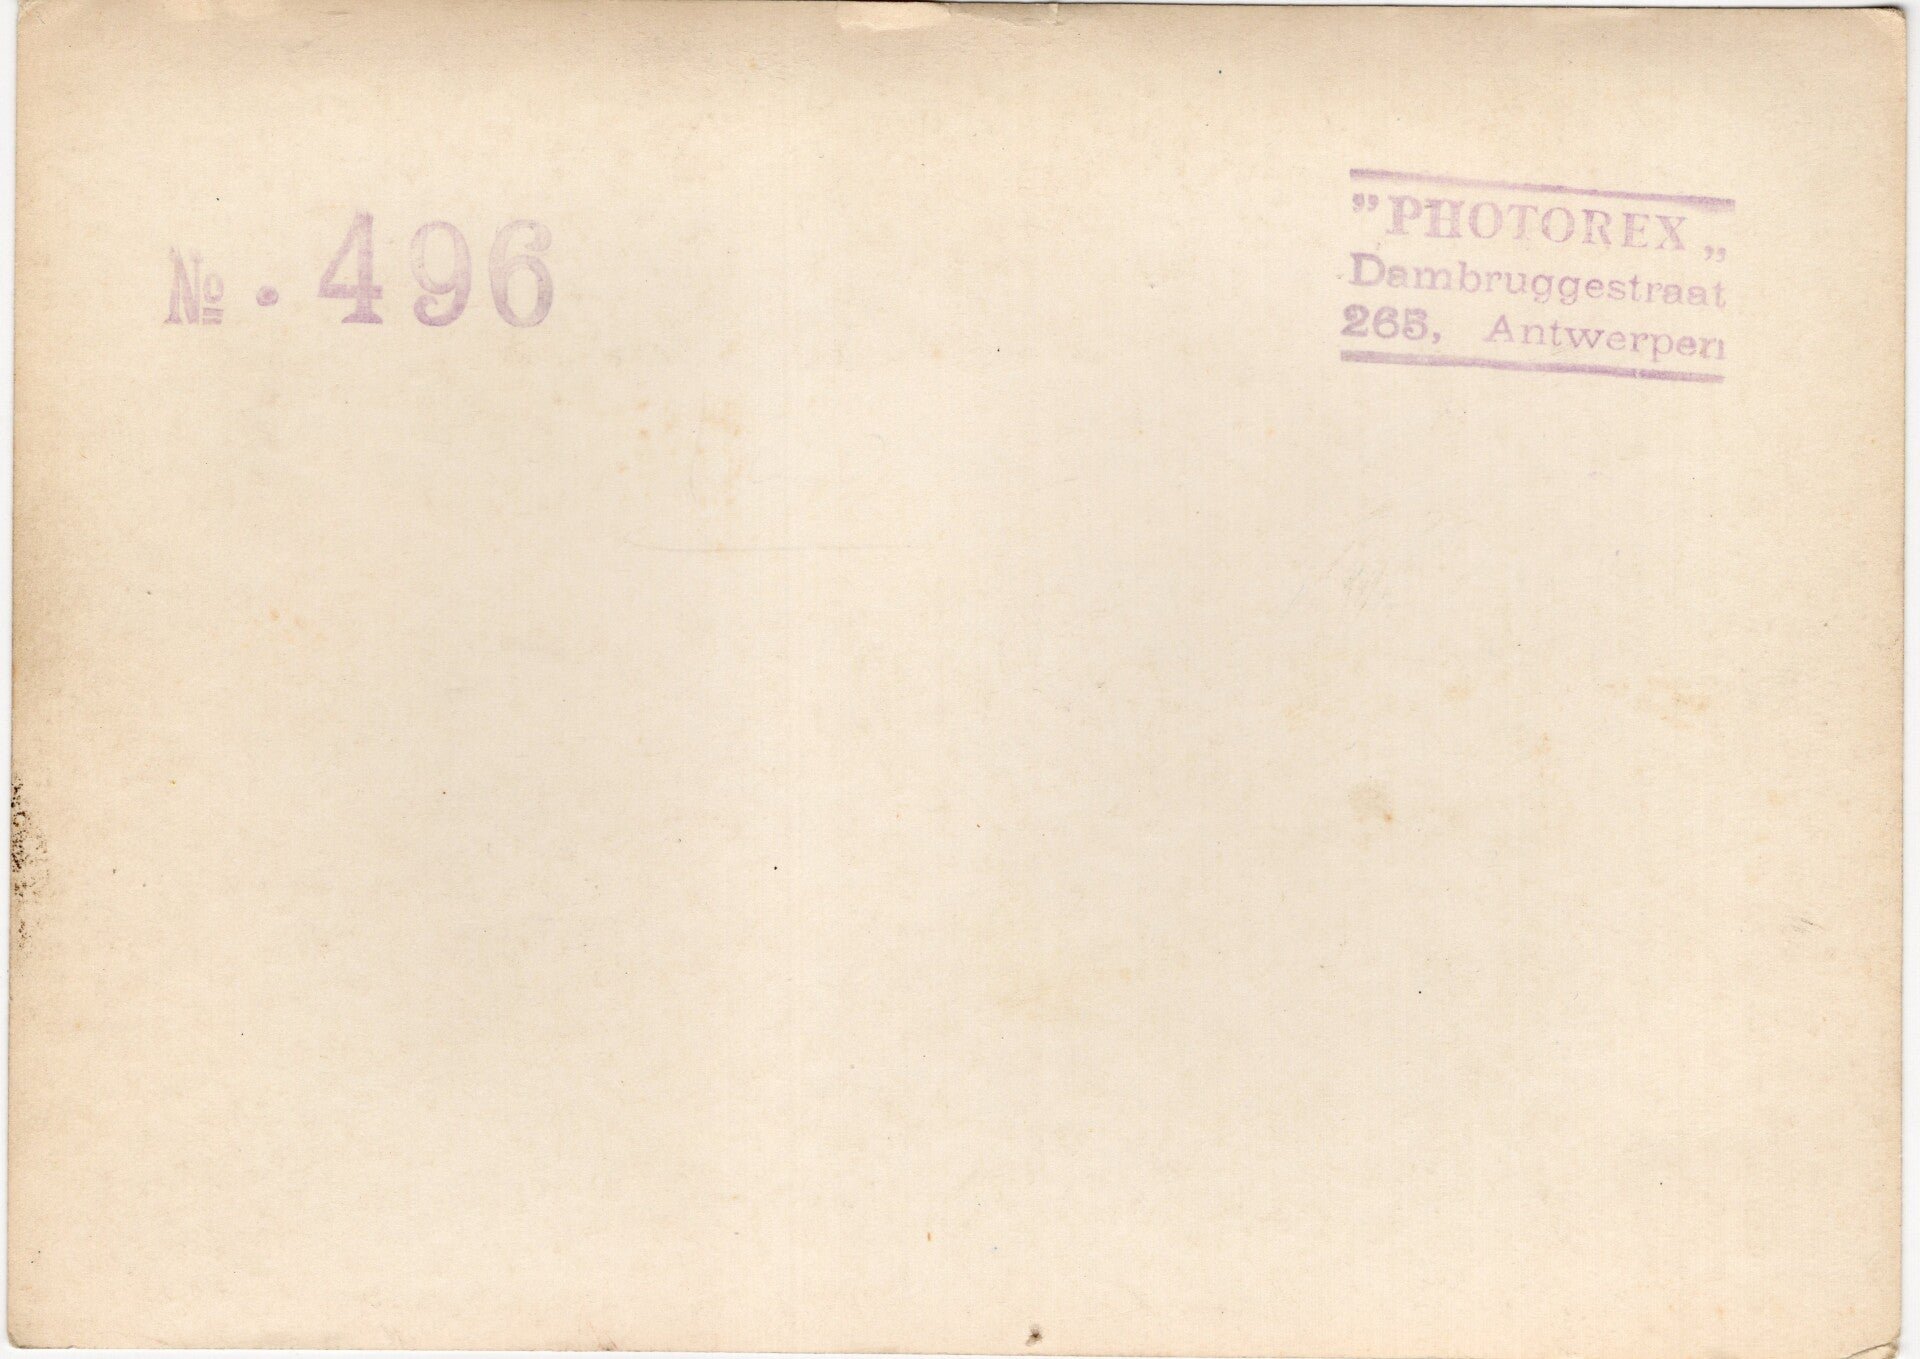 № . 496
”PHOTOREX„
Dambruggestraat
265, Antwerpen